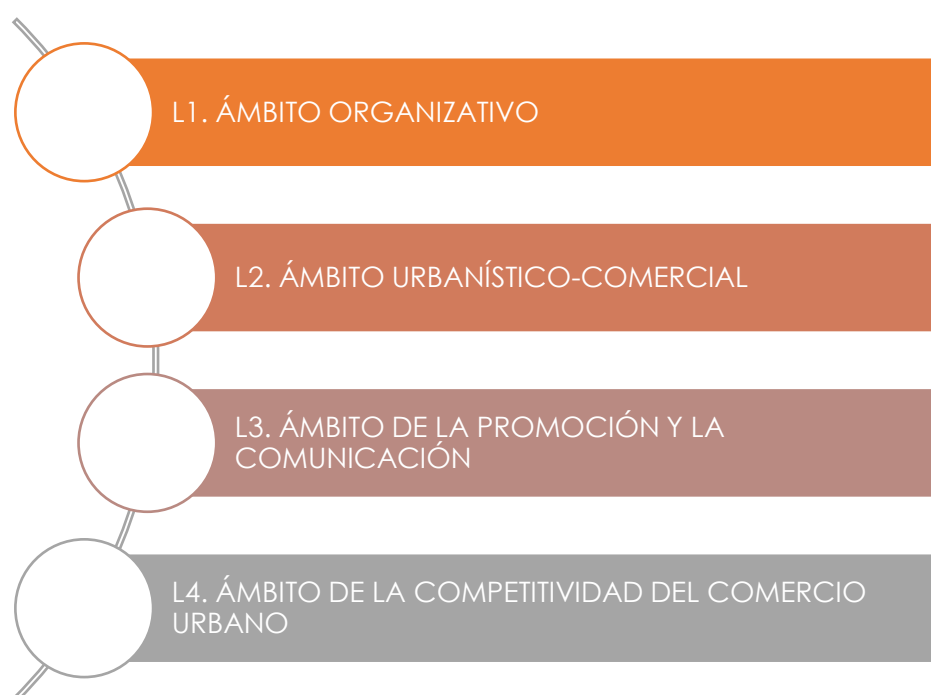 L1. ÁMBITO ORGANIZATIVO
L2. ÁMBITO URBANÍSTICO-COMERCIAL
L3. ÁMBITO DE LA PROMOCIÓN Y LA
COMUNICACIÓN
L4. ÁMBITO DE LA COMPETITIVIDAD DEL COMERCIO
URBANO